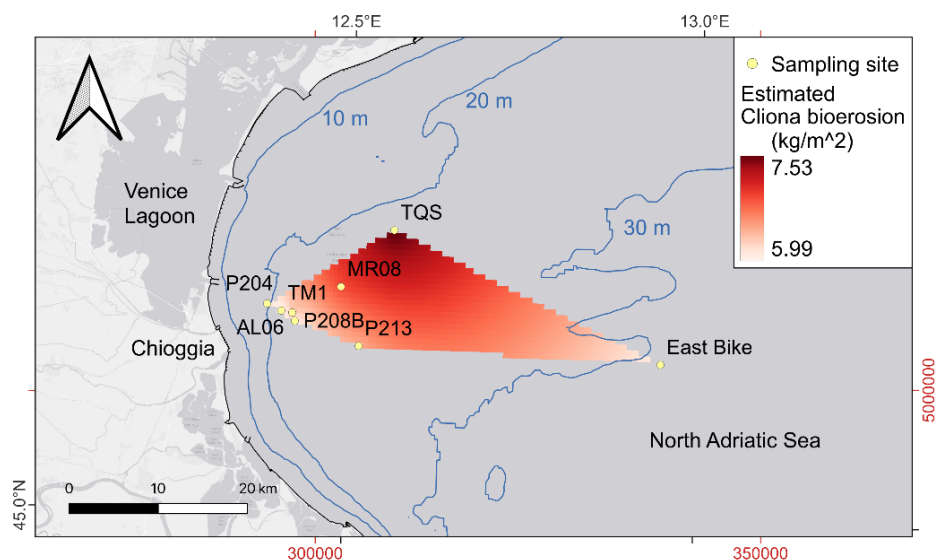 12.5°E
13.0°E
Sampling site
Estimated
Cliona bioerosion
(kg/m^2)
7.53
5.99
10 m
20 m
30 m
Venice
Lagoon
TQS
MR08
P204
TM1
AL06
P208B
P213
Chioggia
East Bike
North Adriatic Sea
0
10
20 km
45.0°N
5000000
300000
350000